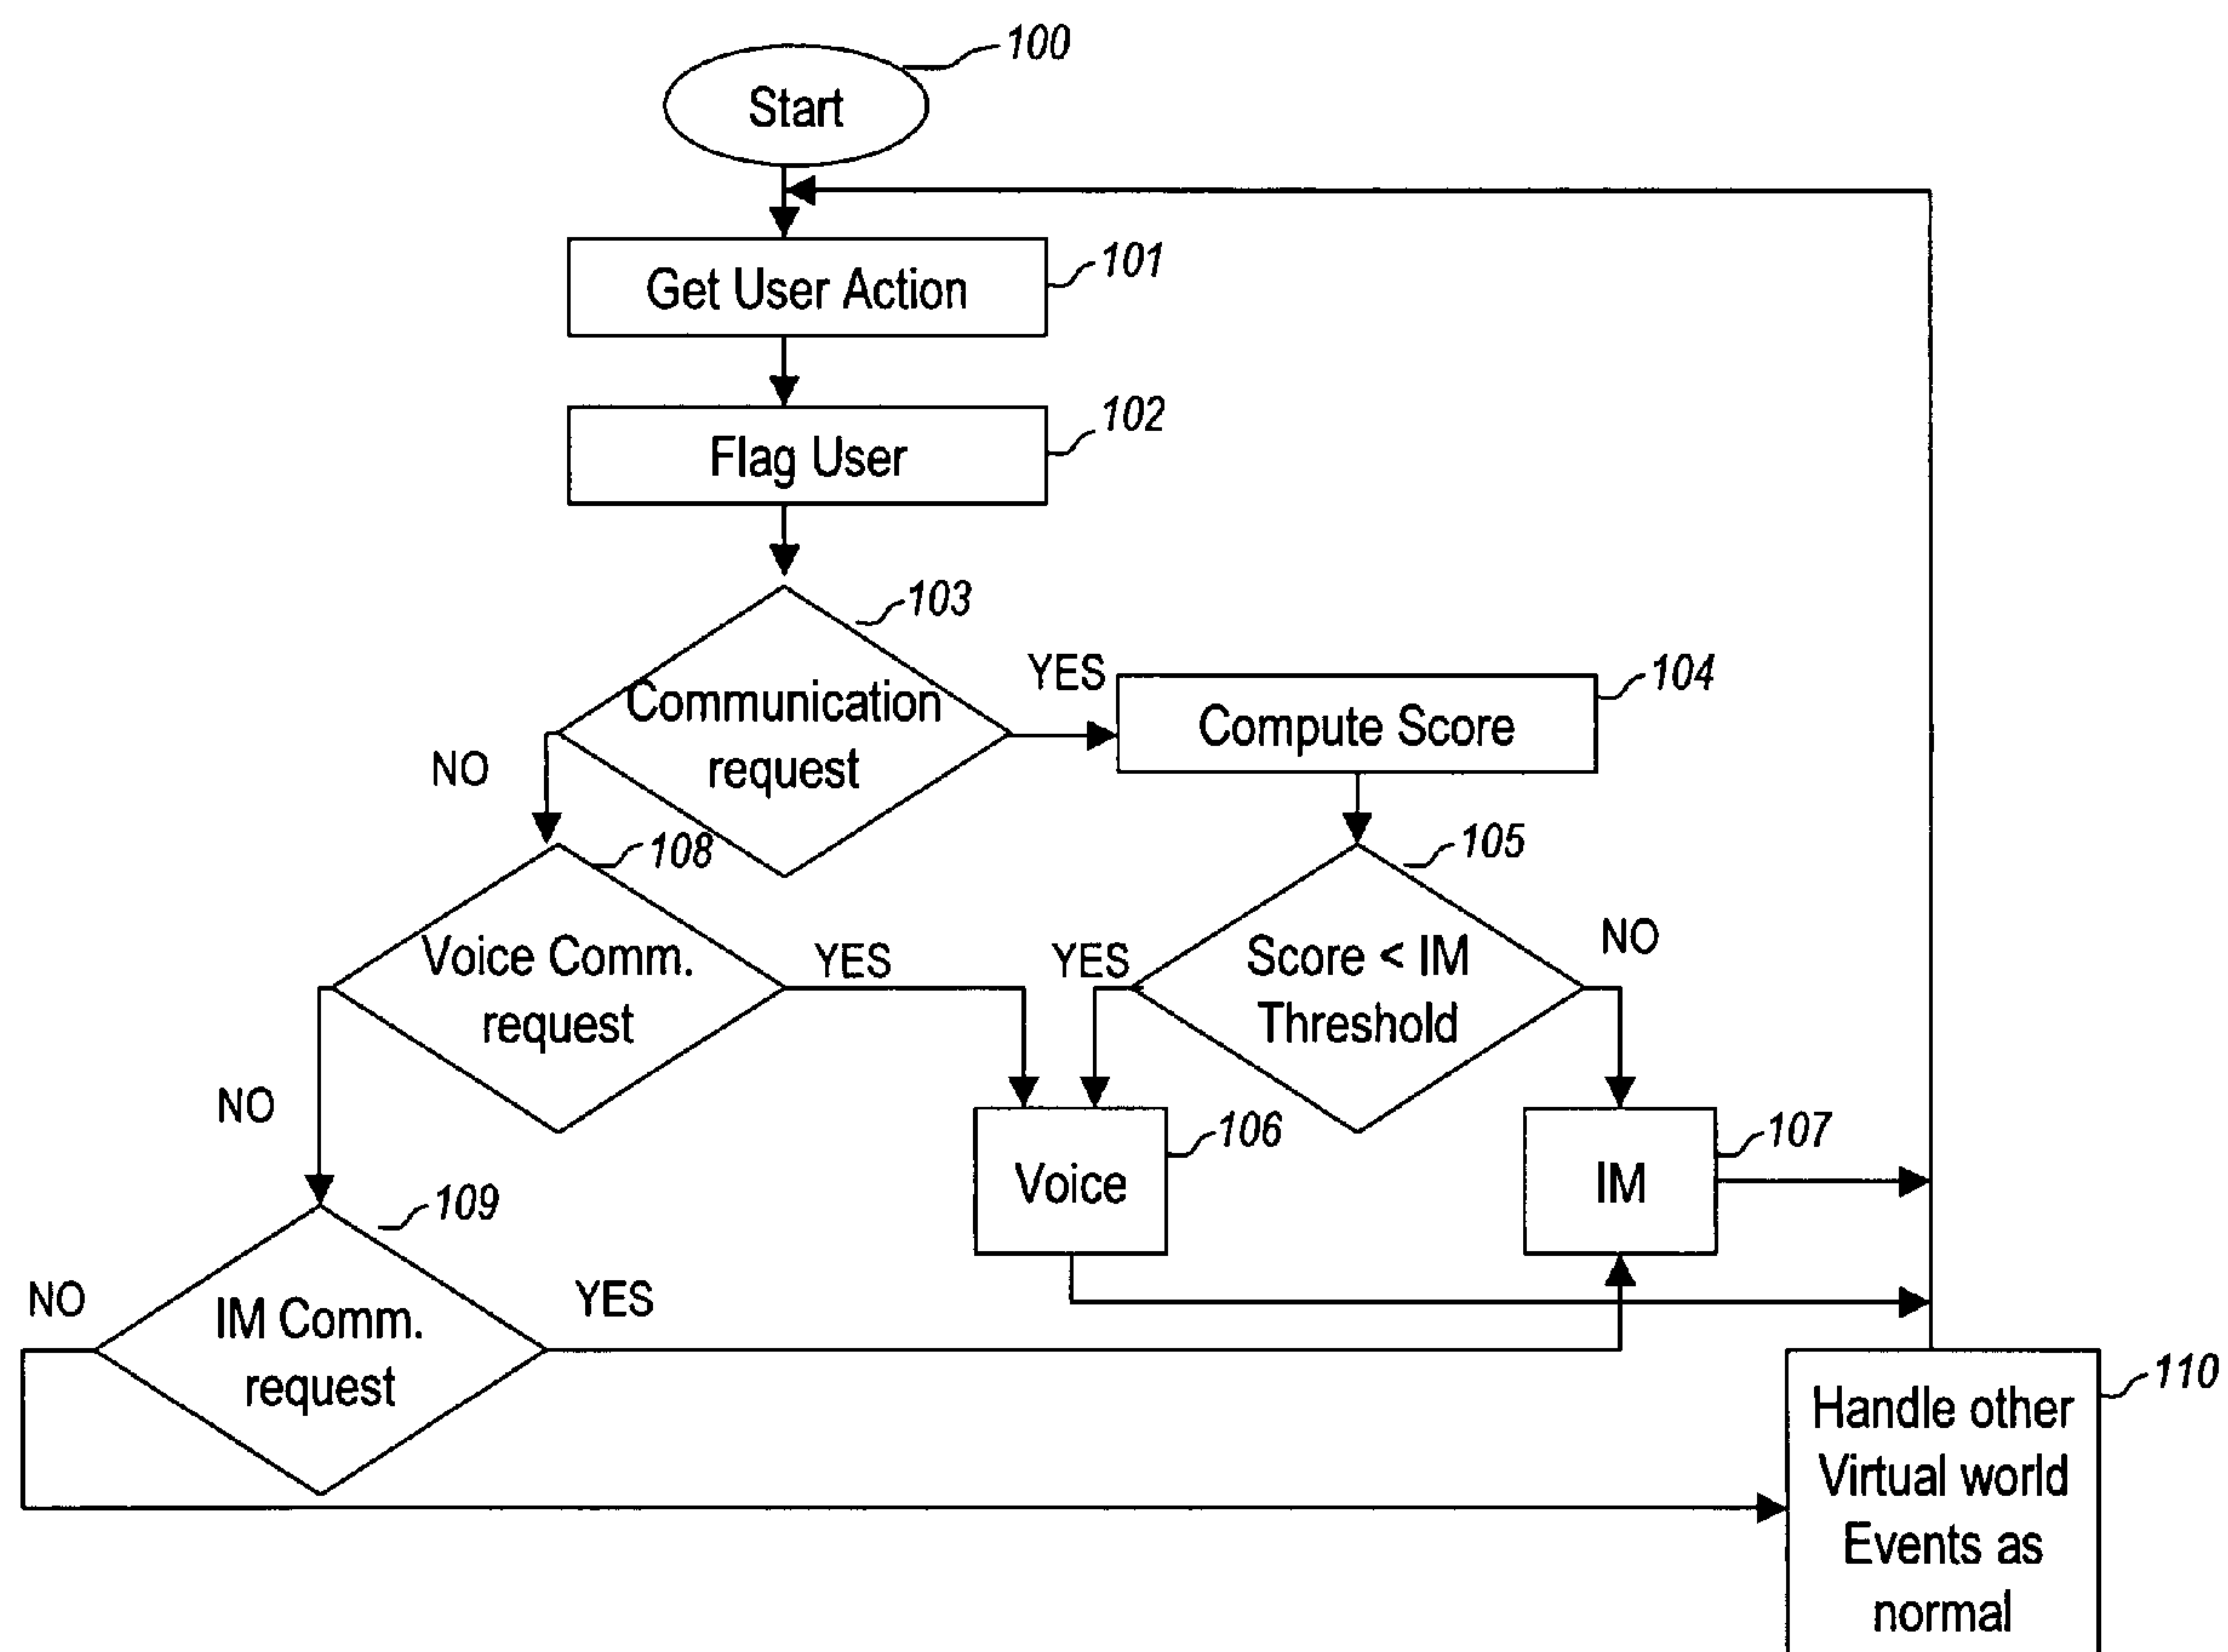 100
Start
101
Get User Action
102
Flag User
103
Communication
request
YES
NO
104
Compute Score
108
Voice Comm.
request
YES
NO
105
Score < IM
Threshold
YES
NO
106
Voice
107
IM
109
IM Comm.
request
NO
YES
110
Handle other
Virtual world
Events as
normal